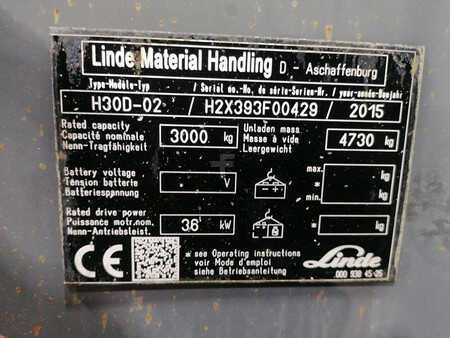 Linde Material Handling D - Aschaffenburg
Type-Modèle-Typ / Serial no.-No. de série-Serien-Nr. / year-année-Baujahr
H30D-02 / H2X393F00429 / 2015
Rated capacity
Capacité nominale
Nenn-Tragfähigkeit
3000 kg
Unladen mass
Masse à vide
Leergewicht
4730 kg
Battery voltage
Tension batterie
Batteriespannung
V
max.
*
min.
kg
kg
Rated drive power
Puissance motr.nom.
Nenn-Antriebsleist.
36 kW
* kg
CE
* see Operating instructions
voir Mode d'emploi
siehe Betriebsanleitung
Linde
000 938 45-35